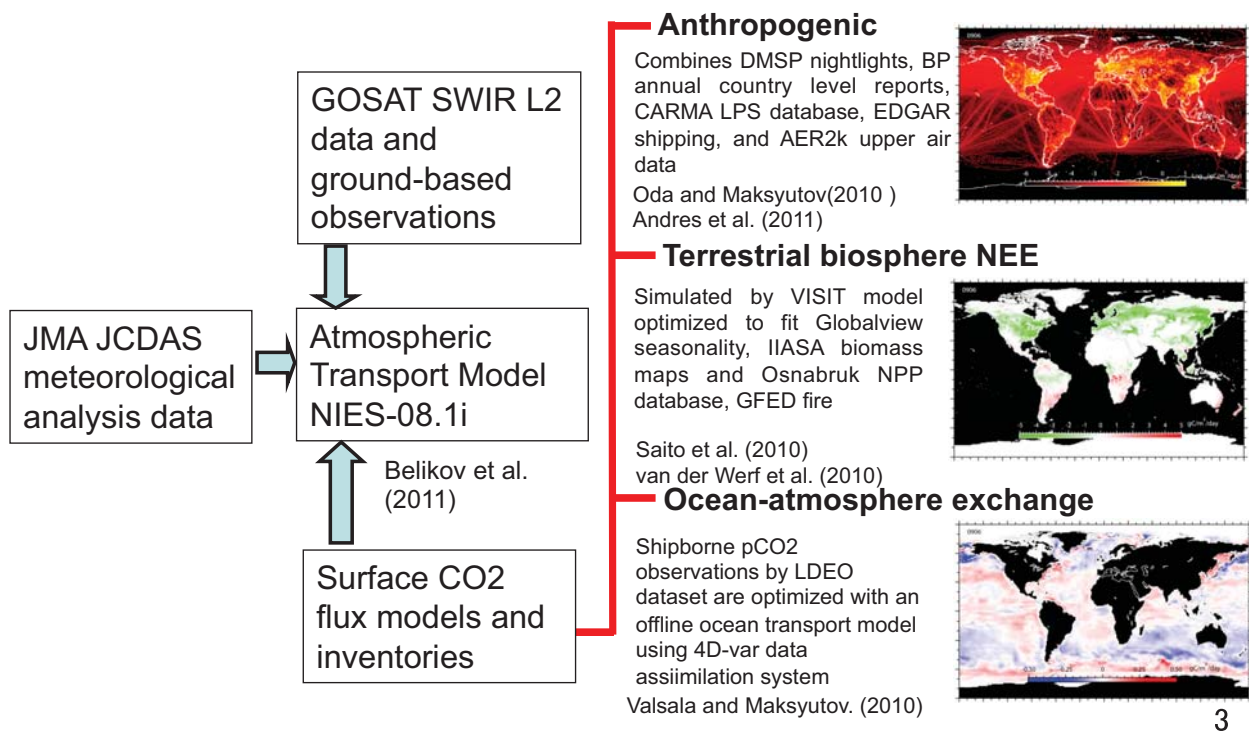 GOSAT SWIR L2
data and
ground-based
observations
JMA JCDAS
meteorological
analysis data
Atmospheric
Transport Model
NIES-08.1i
Belikov et al.
(2011)
Surface CO2
flux models and
inventories
Anthropogenic
Combines DMSP nightlights, BP
annual country level reports,
CARMA LPS database, EDGAR
shipping, and AER2k upper air
data
Oda and Maksyutov(2010 )
Andres et al. (2011)
0906
Terrestrial biosphere NEE
Simulated by VISIT model
optimized to fit Globalview
seasonality, IIASA biomass
maps and Osnabruk NPP
database, GFED fire
Saito et al. (2010)
van der Werf et al. (2010)
0906
Ocean-atmosphere exchange
Shipborne pCO2
observations by LDEO
dataset are optimized with an
offline ocean transport model
using 4D-var data
assiimilation system
Valsala and Maksyutov. (2010)
0906
3